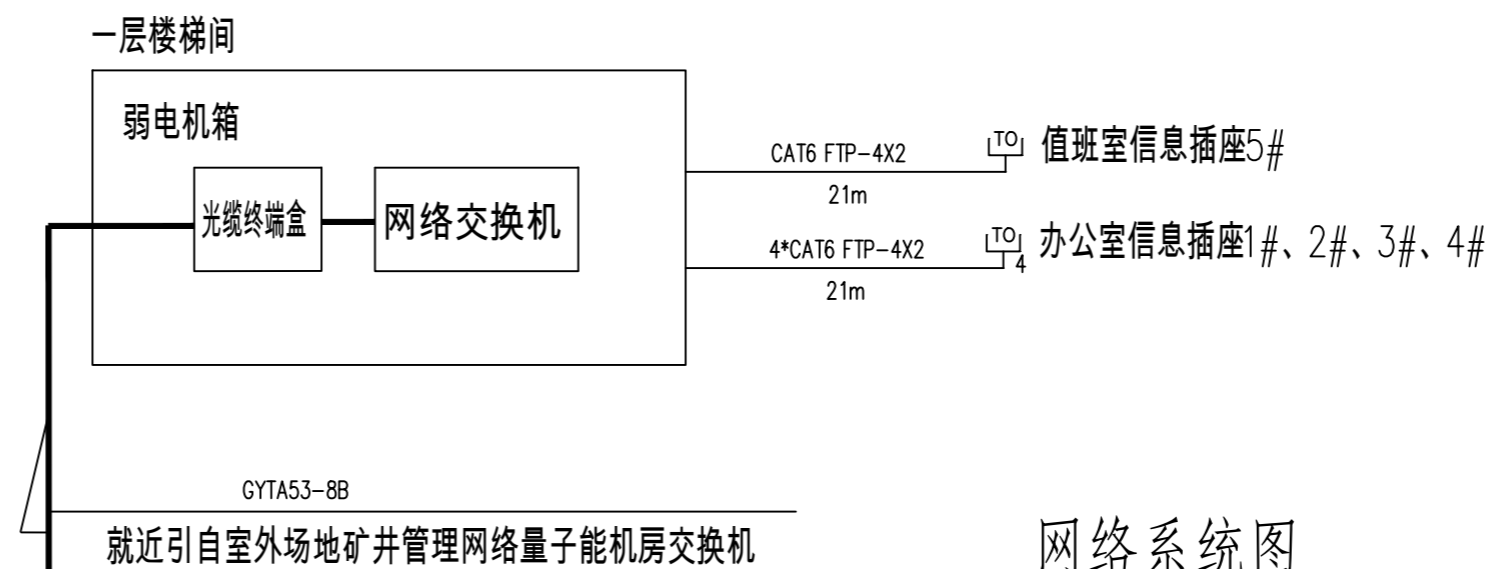 一层楼梯间
弱电机箱
光缆终端盒
网络交换机
CAT6 FTP-4X2
21m
TO
值班室信息插座5#
4*CAT6 FTP-4X2
21m
TO
4
办公室信息插座1#、2#、3#、4#
GYTA53-8B
就近引自室外场地矿井管理网络量子能机房交换机
网络系统图